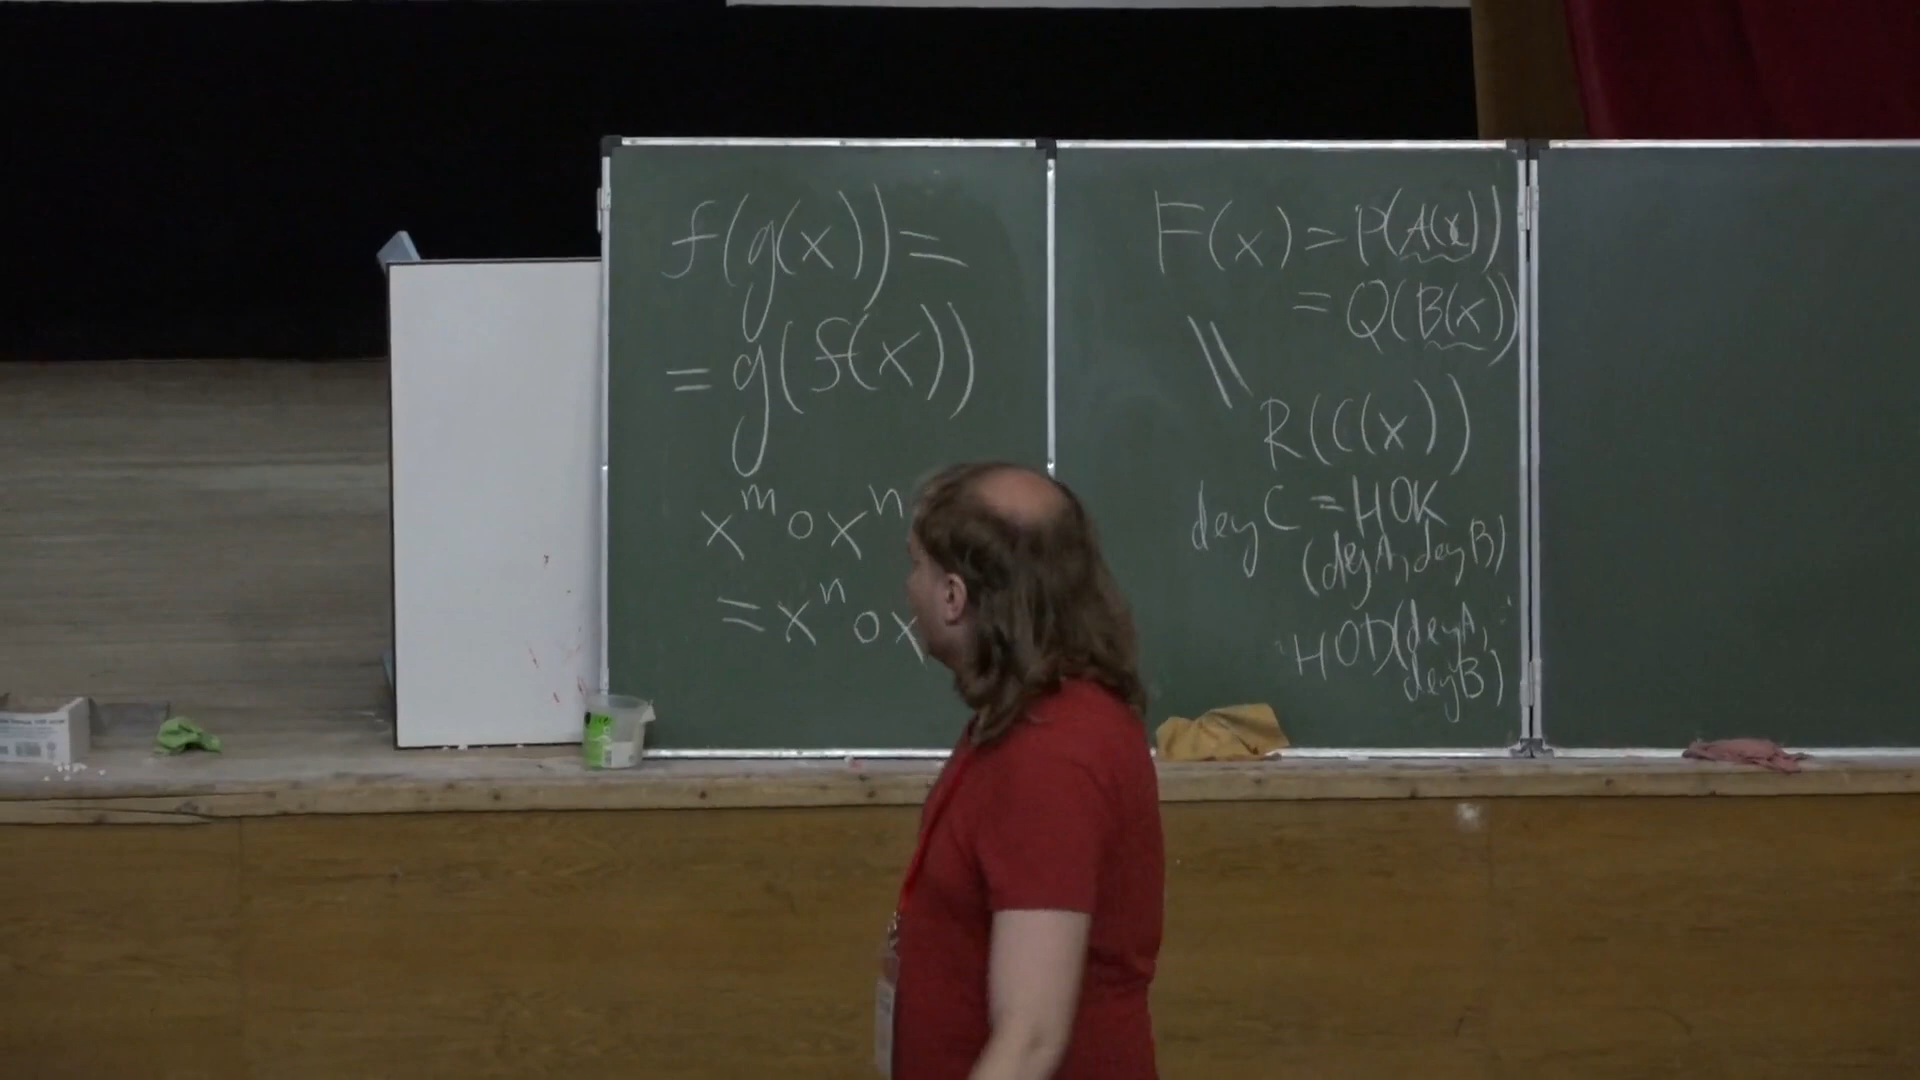 f(g(x)) =
= g(f(x))
x^m ∘ x^n
= x^n ∘ x
F(x) = P(A(x))
= Q(B(x))
\\
R(C(x))
deg C = НОК
(deg A, deg B)
НОД(deg A,
deg B)